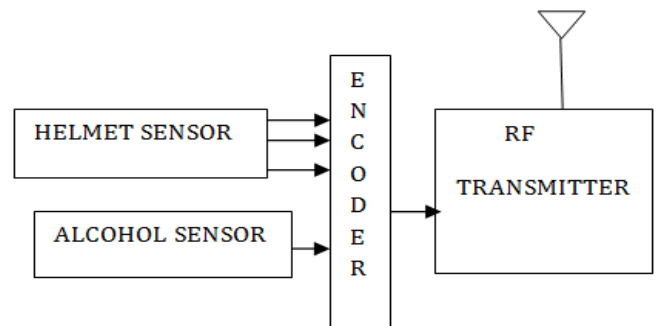 HELMET SENSOR
ALCOHOL SENSOR
E
N
C
O
D
E
R
RF
TRANSMITTER